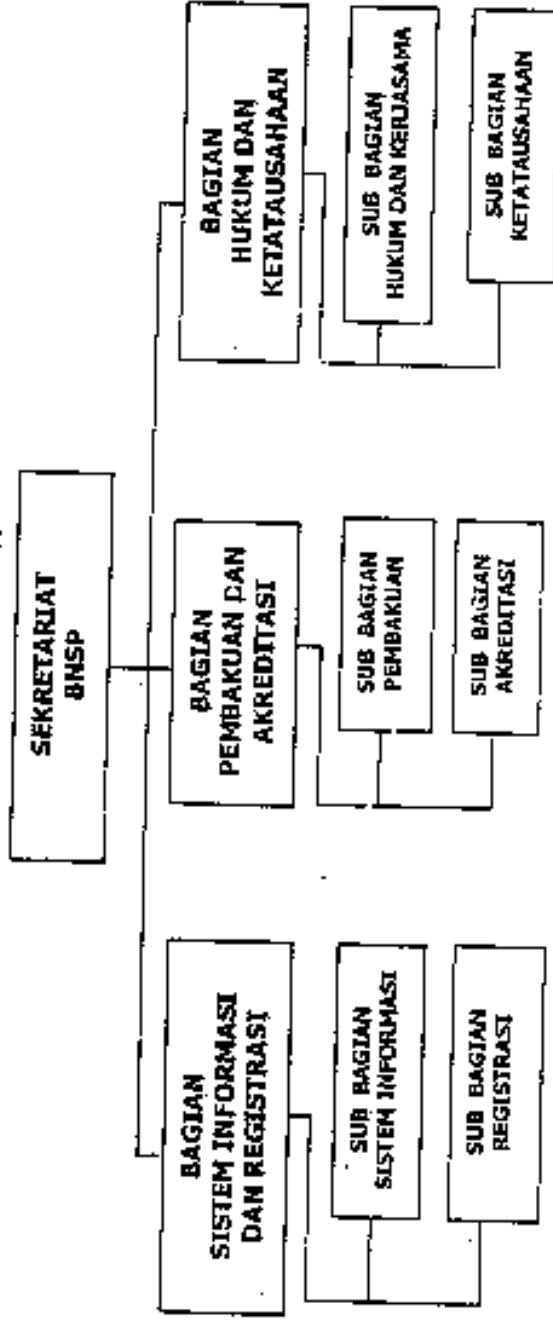 SEKRETARIAT
BNSP
BAGIAN
SISTEM INFORMASI
DAN REGISTRASI
SUB BAGIAN
SISTEM INFORMASI
SUB BAGIAN
REGISTRASI
BAGIAN
PEMBAKUAN DAN
AKREDITASI
SUB BAGIAN
PEMBAKUAN
SUB BAGIAN
AKREDITASI
BAGIAN
HUKUM DAN
KETATAUSAHAAN
SUB BAGIAN
HUKUM DAN KERJASAMA
SUB BAGIAN
KETATAUSAHAAN